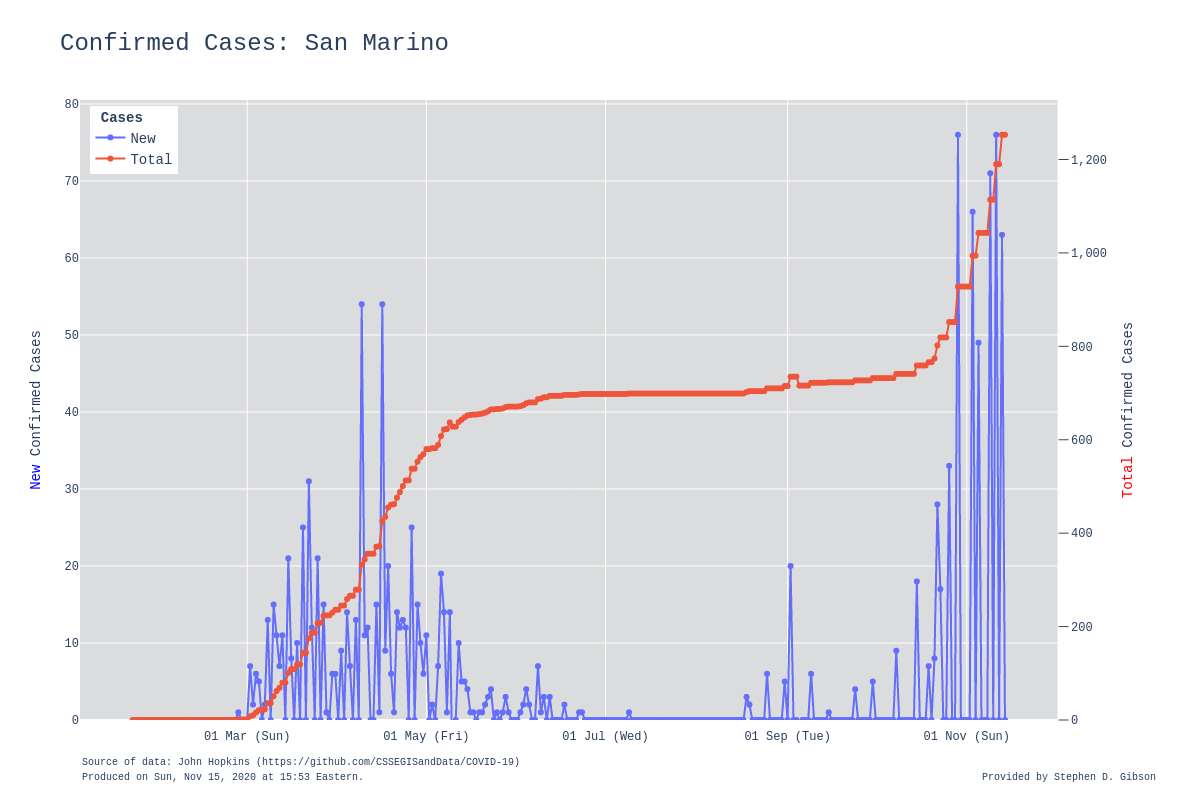 Confirmed Cases: San Marino
Cases
New
Total
80
70
60
50
40
30
20
10
0
1,200
1,000
800
600
400
200
0
New Confirmed Cases
Total Confirmed Cases
01 Mar (Sun)
01 May (Fri)
01 Jul (Wed)
01 Sep (Tue)
01 Nov (Sun)
Source of data: John Hopkins (https://github.com/CSSEGISandData/COVID-19)
Produced on Sun, Nov 15, 2020 at 15:53 Eastern.
Provided by Stephen D. Gibson